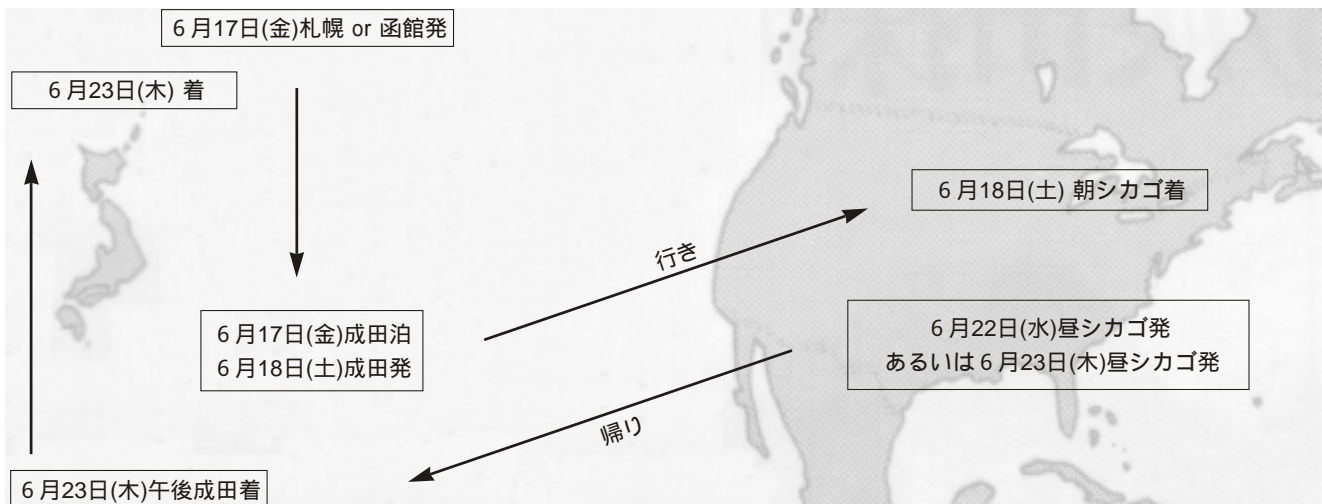 6月17日(金)札幌 or 函館発
6月23日(木) 着
6月18日(土) 朝シカゴ着
行き
6月17日(金)成田泊
6月18日(土)成田発
6月22日(水)昼シカゴ発
あるいは6月23日(木)昼シカゴ発
帰り
6月23日(木)午後成田着